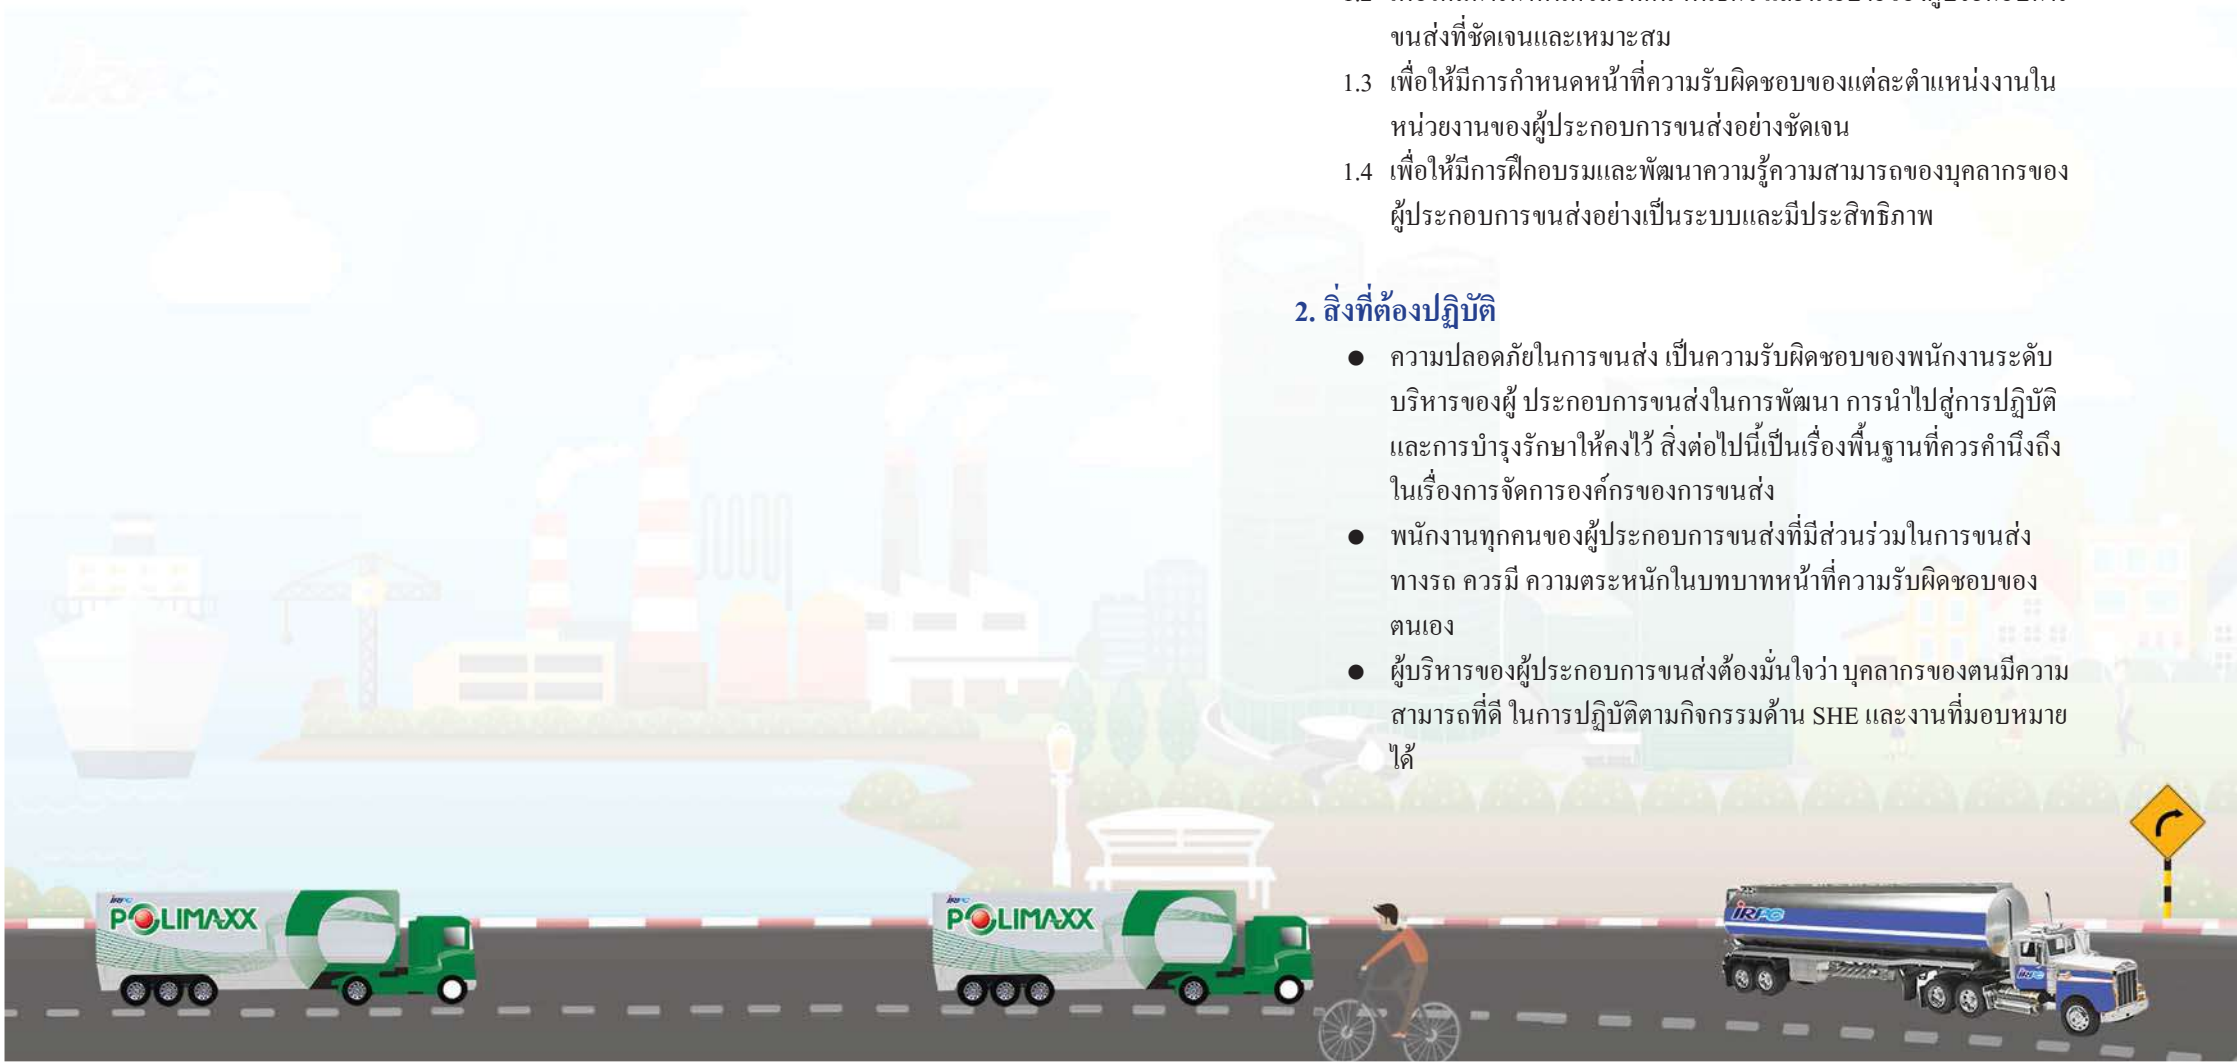 ขนส่งที่ชัดเจนและเหมาะสม
1.3 เพื่อให้มีการกำหนดหน้าที่ความรับผิดชอบของแต่ละตำแหน่งงานใน
หน่วยงานของผู้ประกอบการขนส่งอย่างชัดเจน
1.4 เพื่อให้มีการฝึกอบรมและพัฒนาความรู้ความสามารถของบุคลากรของ
ผู้ประกอบการขนส่งอย่างเป็นระบบและมีประสิทธิภาพ
2. สิ่งที่ต้องปฏิบัติ
● ความปลอดภัยในการขนส่ง เป็นความรับผิดชอบของพนักงานระดับ
บริหารของผู้ ประกอบการขนส่งในการพัฒนา การนำไปสู่การปฏิบัติ
และการบำรุงรักษาให้คงไว้ สิ่งต่อไปนี้เป็นเรื่องพื้นฐานที่ควรคำนึงถึง
ในเรื่องการจัดการองค์กรของการขนส่ง
● พนักงานทุกคนของผู้ประกอบการขนส่งที่มีส่วนร่วมในการขนส่ง
ทางรถ ควรมี ความตระหนักในบทบาทหน้าที่ความรับผิดชอบของ
ตนเอง
● ผู้บริหารของผู้ประกอบการขนส่งต้องมั่นใจว่า บุคลากรของตนมีความ
สามารถที่ดี ในการปฏิบัติตามกิจกรรมด้าน SHE และงานที่มอบหมาย
ได้
IRPC
IRPC
POLIMAXX
IRPC
POLIMAXX
IRPC
IRPC